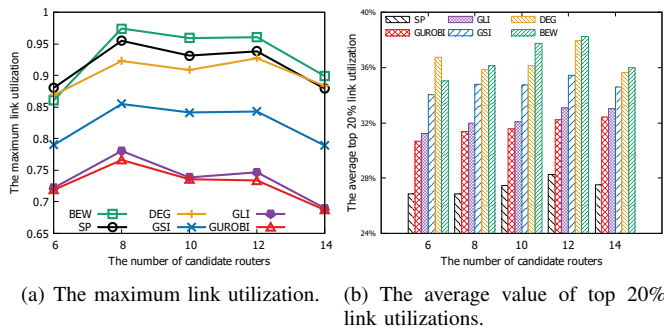 1
0.95
0.9
0.85
0.8
0.75
0.7
0.65
The maximum link utilization
BEW DEG GLI
SP GSI GUROBI
6 8 10 12 14
The number of candidate routers
40%
36%
32%
28%
24%
The average top 20% link utilization
SP GLI DEG
GUROBI GSI BEW
6 8 10 12 14
The number of candidate routers
(a) The maximum link utilization.
(b) The average value of top 20%
link utilizations.